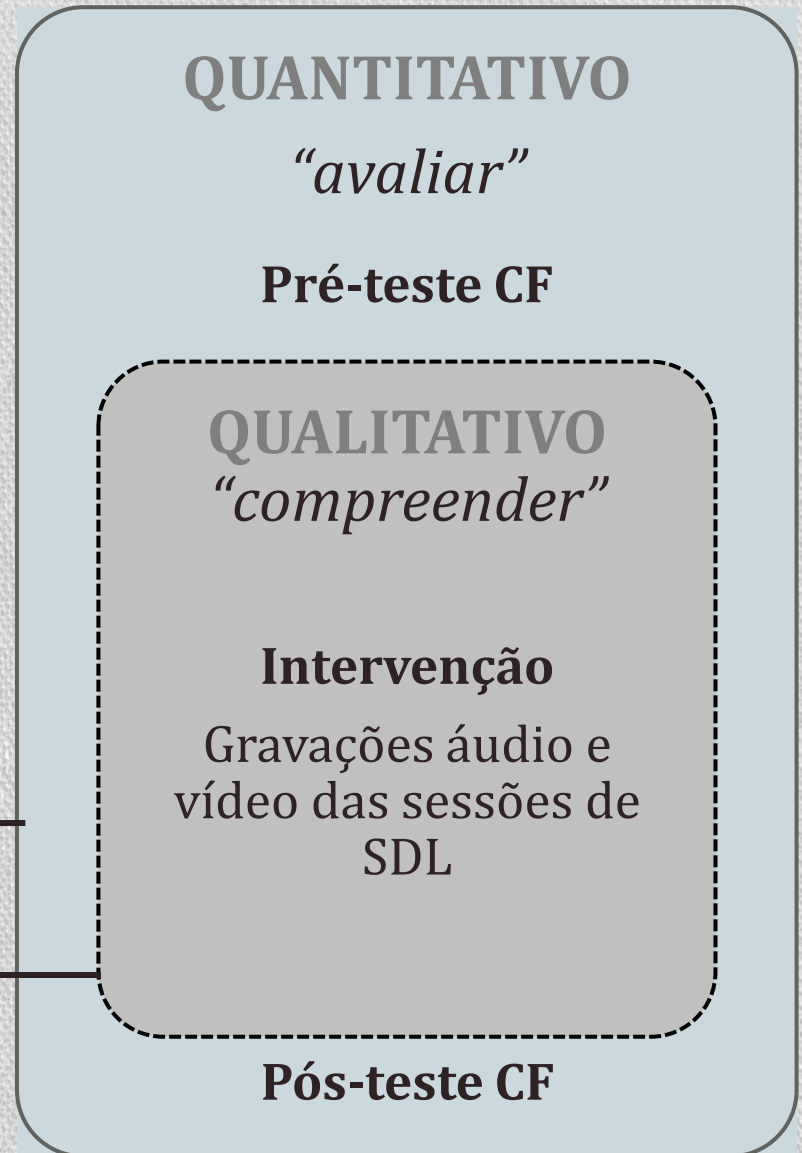 QUANTITATIVO
“avaliar”
Pré-teste CF
QUALITATIVO
“compreender”
Intervenção
Gravações áudio e
vídeo das sessões de
SDL
Pós-teste CF